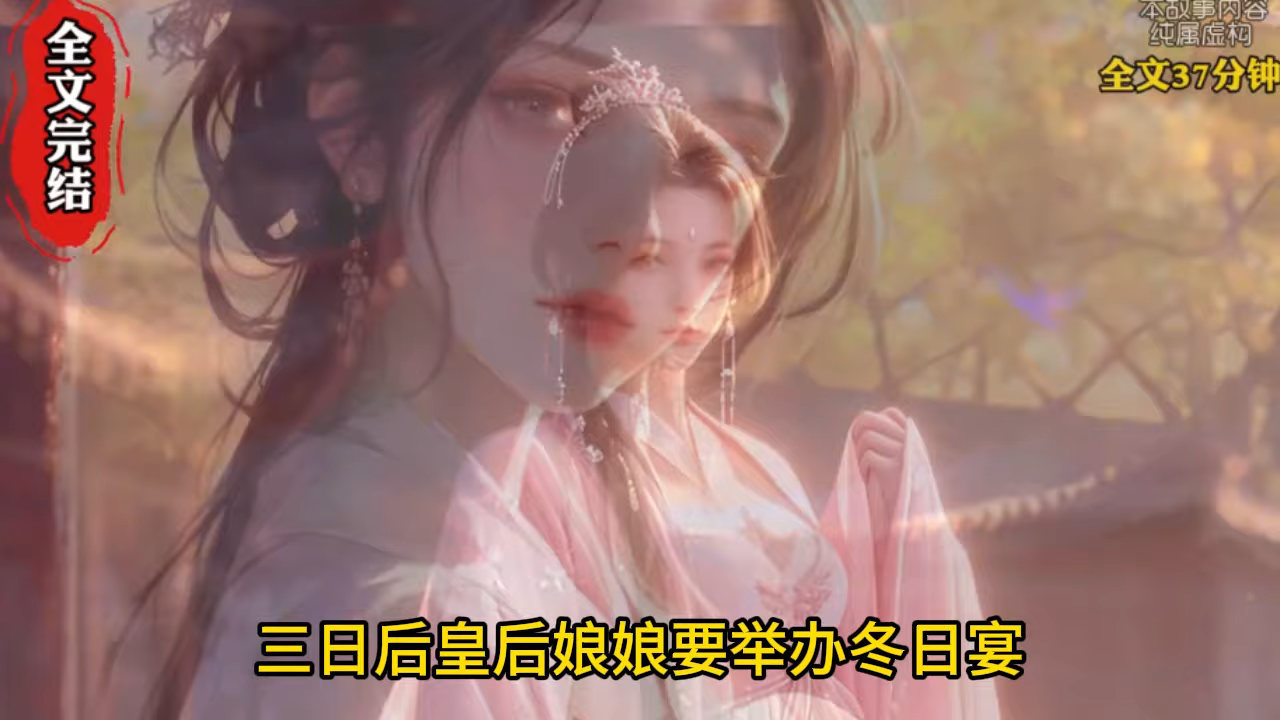 全文完结
本故事内容
纯属虚构
全文37分钟
三日后皇后娘娘要举办冬日宴